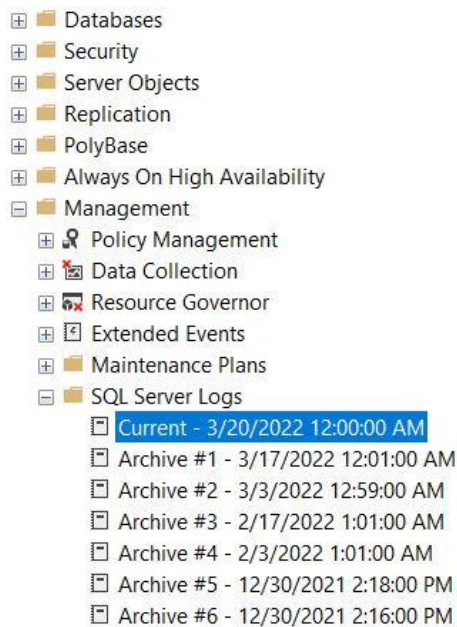 Databases
Security
Server Objects
Replication
PolyBase
Always On High Availability
Management
Policy Management
Data Collection
Resource Governor
Extended Events
Maintenance Plans
SQL Server Logs
Current - 3/20/2022 12:00:00 AM
Archive #1 - 3/17/2022 12:01:00 AM
Archive #2 - 3/3/2022 12:59:00 AM
Archive #3 - 2/17/2022 1:01:00 AM
Archive #4 - 2/3/2022 1:01:00 AM
Archive #5 - 12/30/2021 2:18:00 PM
Archive #6 - 12/30/2021 2:16:00 PM